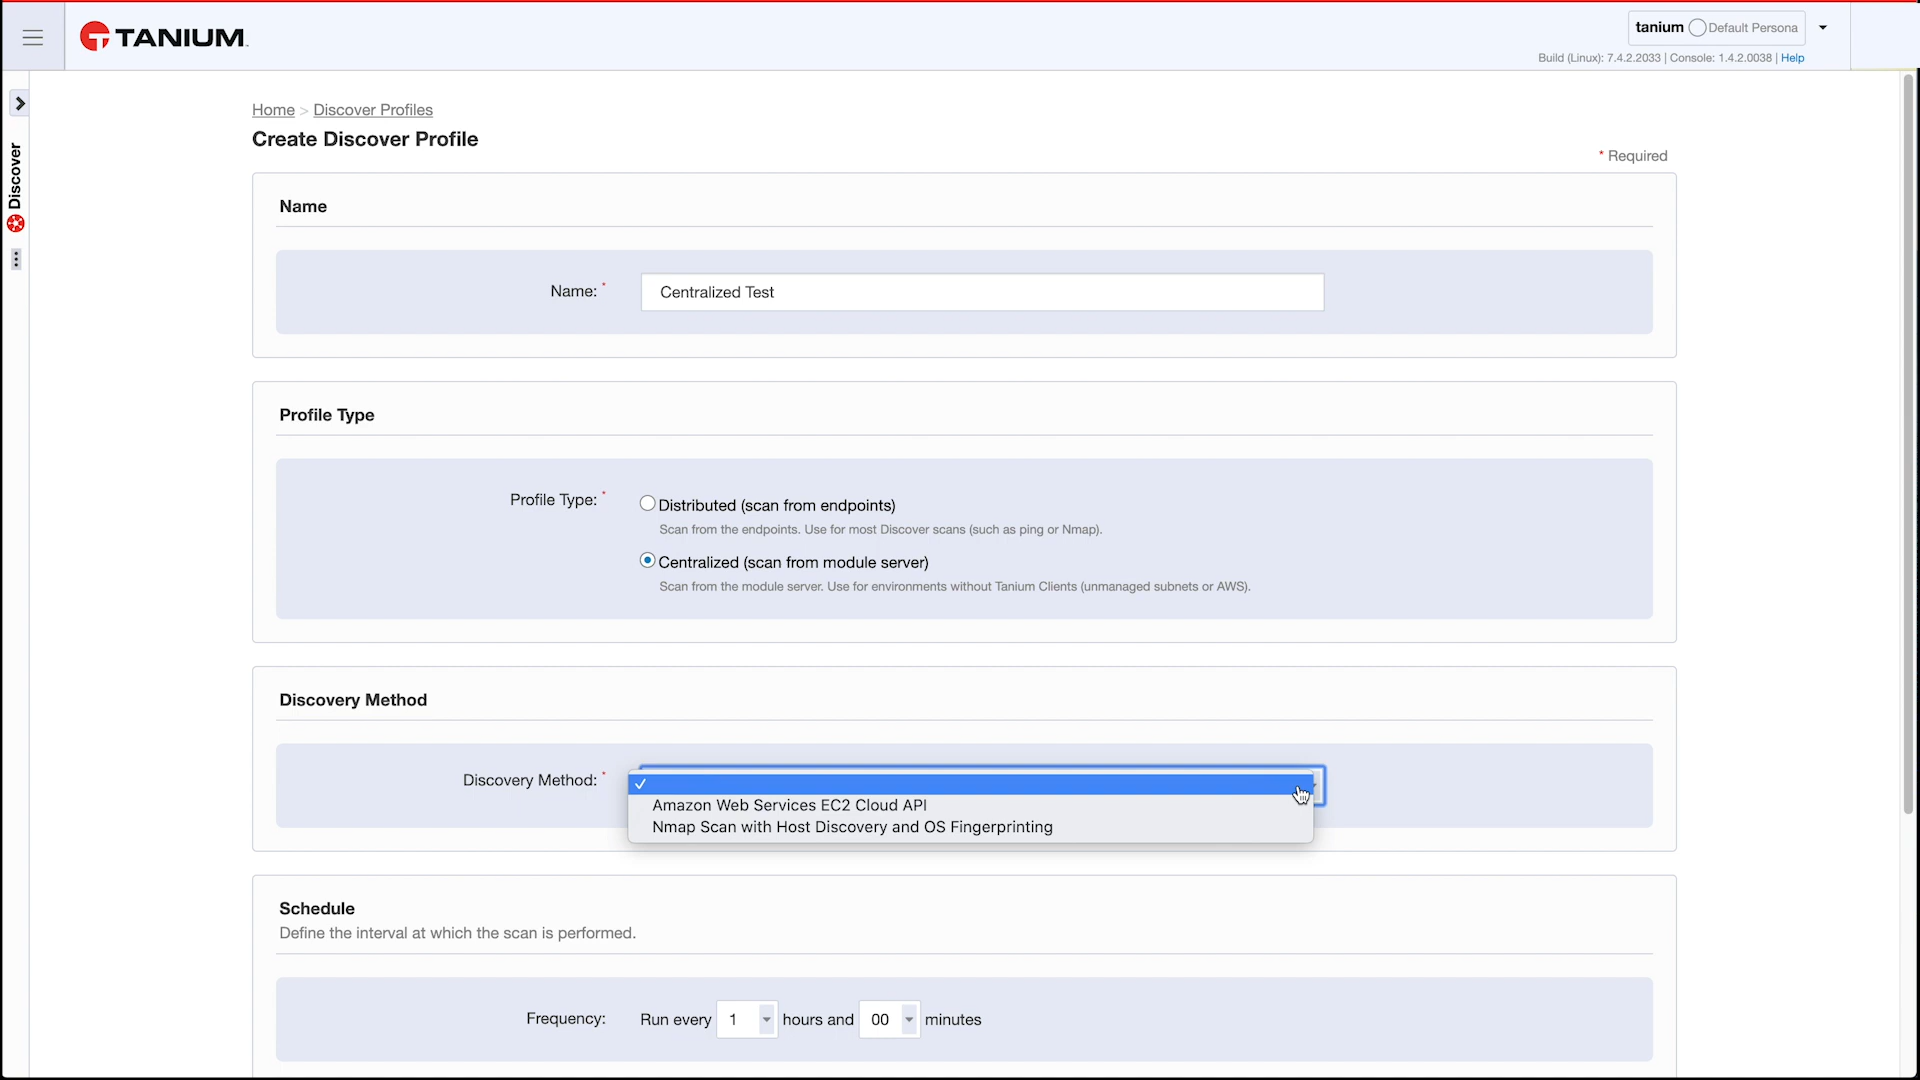 TANIUM
tanium Default Persona
Build (Linux): 7.4.2.2033 | Console: 1.4.2.0038 | Help
Discover
Home > Discover Profiles
Create Discover Profile
* Required
Name
Name: *
Centralized Test
Profile Type
Profile Type: *
Distributed (scan from endpoints)
Scan from the endpoints. Use for most Discover scans (such as ping or Nmap).
Centralized (scan from module server)
Scan from the module server. Use for environments without Tanium Clients (unmanaged subnets or AWS).
Discovery Method
Discovery Method: *
Amazon Web Services EC2 Cloud API
Nmap Scan with Host Discovery and OS Fingerprinting
Schedule
Define the interval at which the scan is performed.
Frequency: Run every 1 hours and 00 minutes